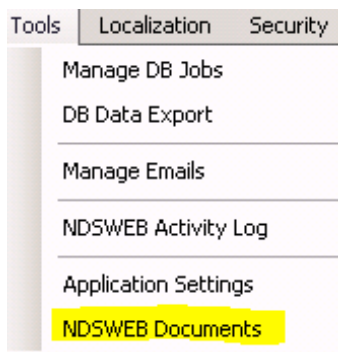 Tools Localization Security
Manage DB Jobs
DB Data Export
Manage Emails
NDSWEB Activity Log
Application Settings
NDSWEB Documents